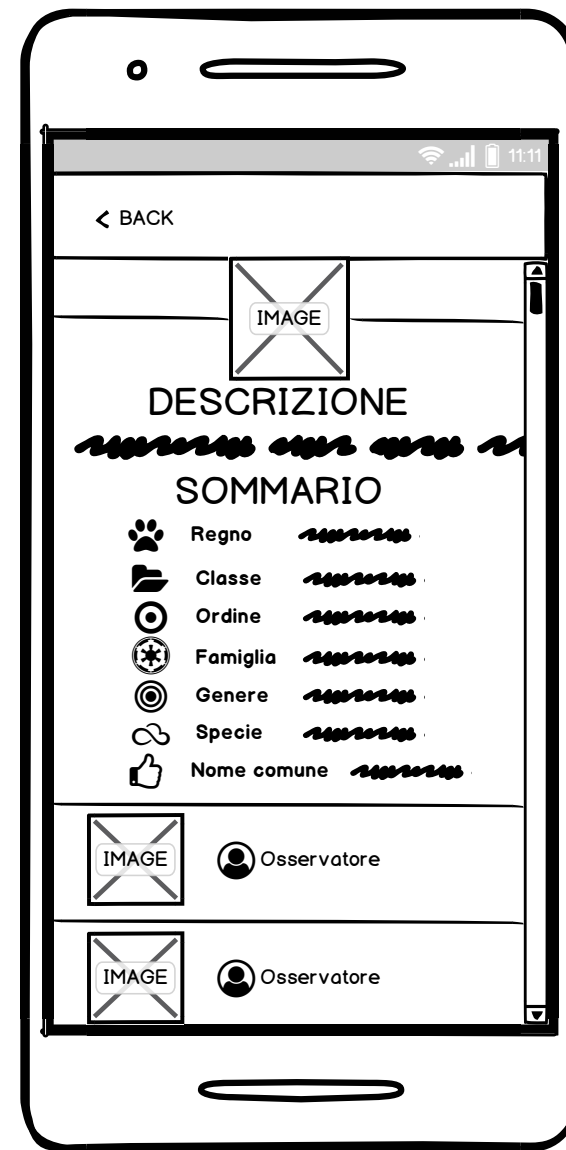 11:11
BACK
IMAGE
DESCRIZIONE
SOMMARIO
Regno
Classe
Ordine
Famiglia
Genere
Specie
Nome comune
IMAGE Osservatore
IMAGE Osservatore